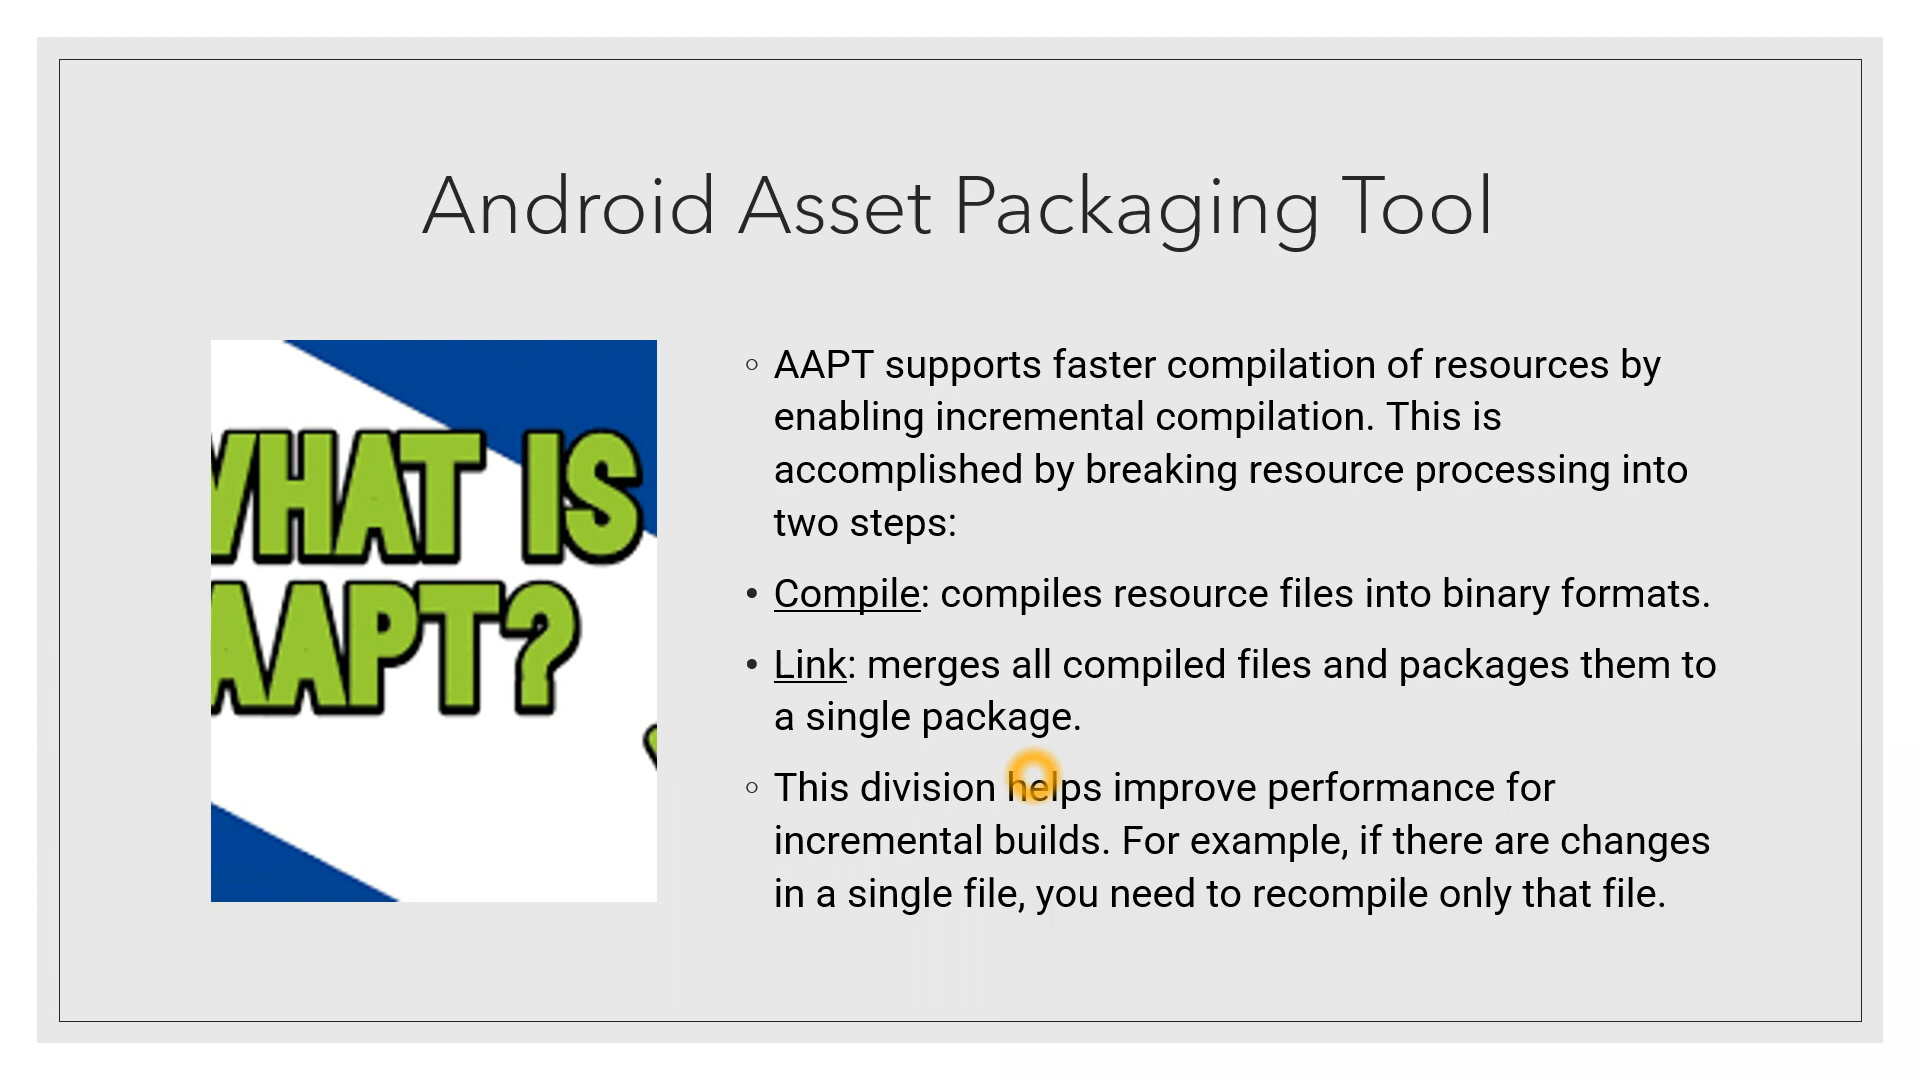 Android Asset Packaging Tool
WHAT IS
AAPT?
◦ AAPT supports faster compilation of resources by
enabling incremental compilation. This is
accomplished by breaking resource processing into
two steps:
• Compile: compiles resource files into binary formats.
• Link: merges all compiled files and packages them to
a single package.
◦ This division helps improve performance for
incremental builds. For example, if there are changes
in a single file, you need to recompile only that file.